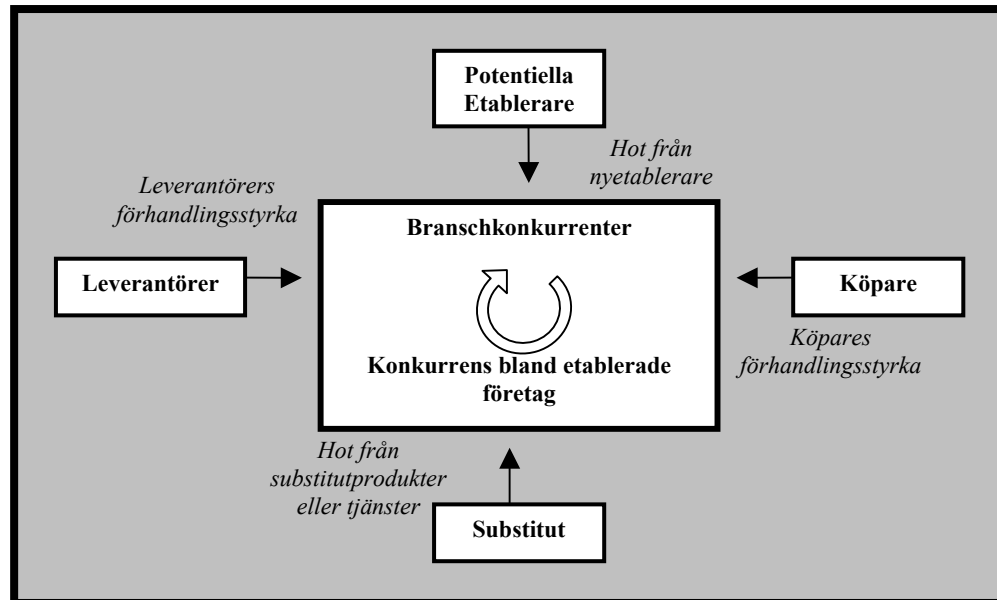 Potentiella
Etablerare
Hot från
nyetablerare
Leverantörers
förhandlingsstyrka
Branschkonkurrenter
Leverantörer
Köpare
Köpares
förhandlingsstyrka
Konkurrens bland etablerade
företag
Hot från
substitutprodukter
eller tjänster
Substitut